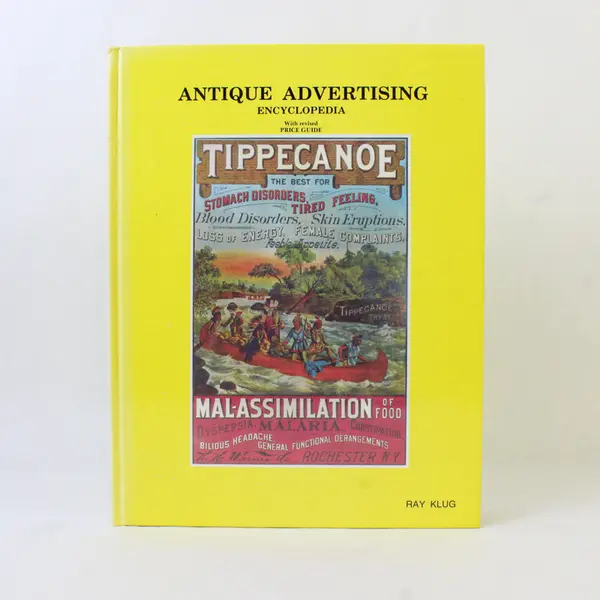 ANTIQUE ADVERTISING
ENCYCLOPEDIA
With revised
PRICE GUIDE
TIPPECANOE
THE BEST FOR
STOMACH DISORDERS,
TIRED FEELING,
Blood Disorders, Skin Eruptions,
LOSS OF ENERGY, FEMALE COMPLAINTS,
Feeble Appetite.
TIPPECANOE
MAL-ASSIMILATION OF FOOD
DYSPEPSIA, MALARIA, Constipation,
BILIOUS HEADACHE,
GENERAL FUNCTIONAL DERANGEMENTS
H. H. Warner & Co. ROCHESTER N.Y.
RAY KLUG